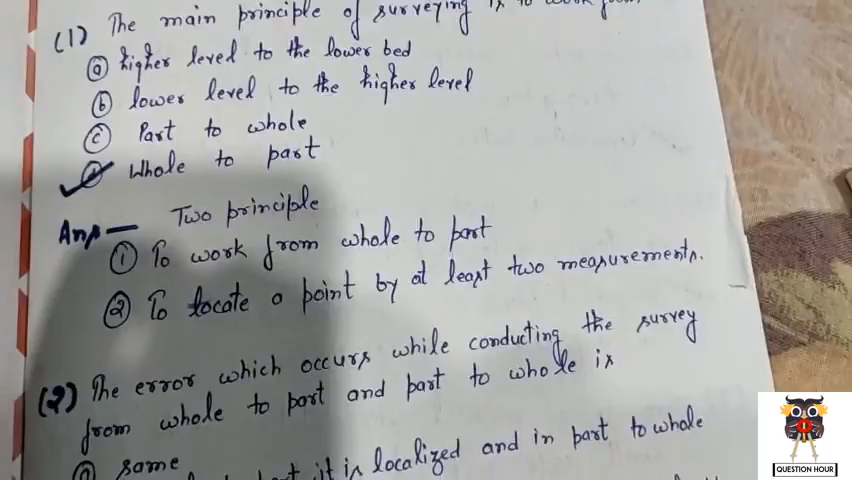 (1) The main principle of surveying is to work from
(a) higher level to the lower bed
(b) lower level to the higher level
(c) Part to whole
(d) Whole to part
Ans— Two principle
(1) To work from whole to part
(2) To locate a point by at least two measurements.
(2) The error which occurs while conducting the survey
from whole to part and part to whole is
(a) same
it is localized and in part to whole
QUESTION HOUR